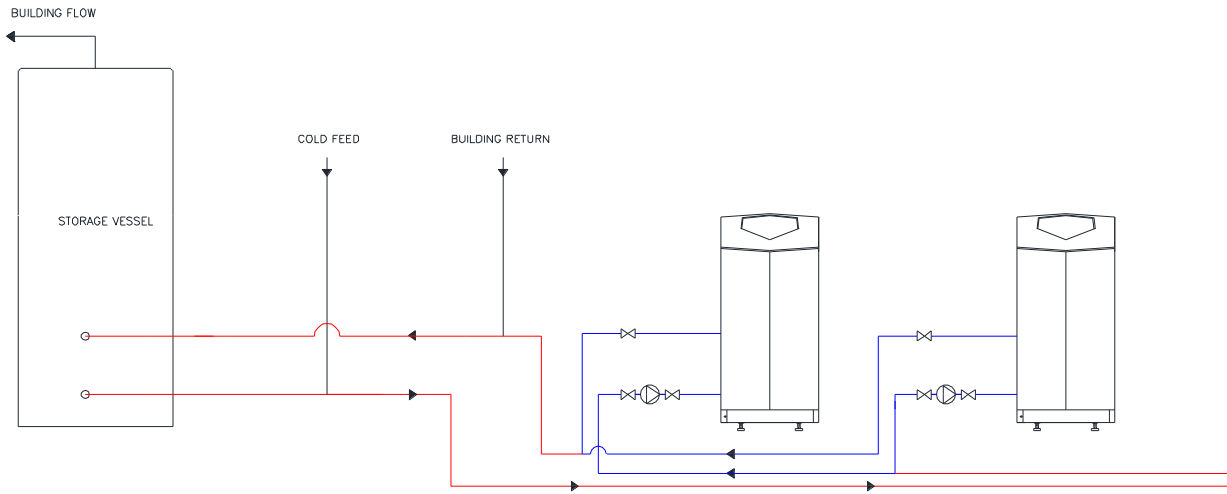 BUILDING FLOW
COLD FEED
BUILDING RETURN
STORAGE VESSEL